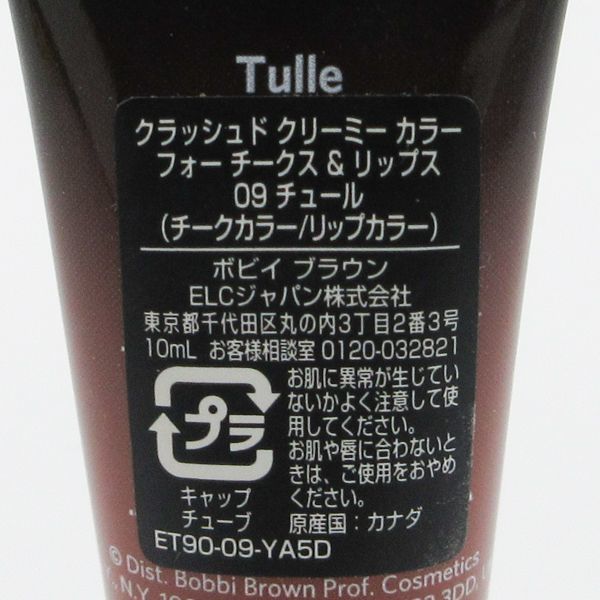 Tulle
クラッシュド クリーミー カラー
フォー チークス & リップス
09 チュール
(チークカラー/リップカラー)
ボビイ ブラウン
ELCジャパン株式会社
東京都千代田区丸の内3丁目2番3号
10mL お客様相談室 0120-032821
プラ
キャップ
チューブ
お肌に異常が生じてい
ないかよく注意して使
用してください。
お肌や唇に合わないと
きは、ご使用をおやめ
ください。
原産国：カナダ
ET90-09-YA5D
© Dist. Bobbi Brown Prof. Cosmetics
N.Y.
3DD,